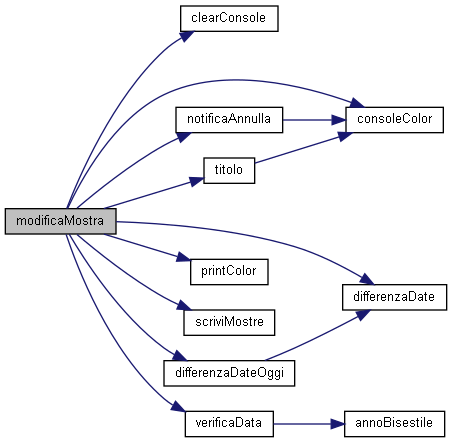 clearConsole
notificaAnnulla
consoleColor
titolo
modificaMostra
printColor
differenzaDate
scriviMostre
differenzaDateOggi
verificaData
annoBisestile